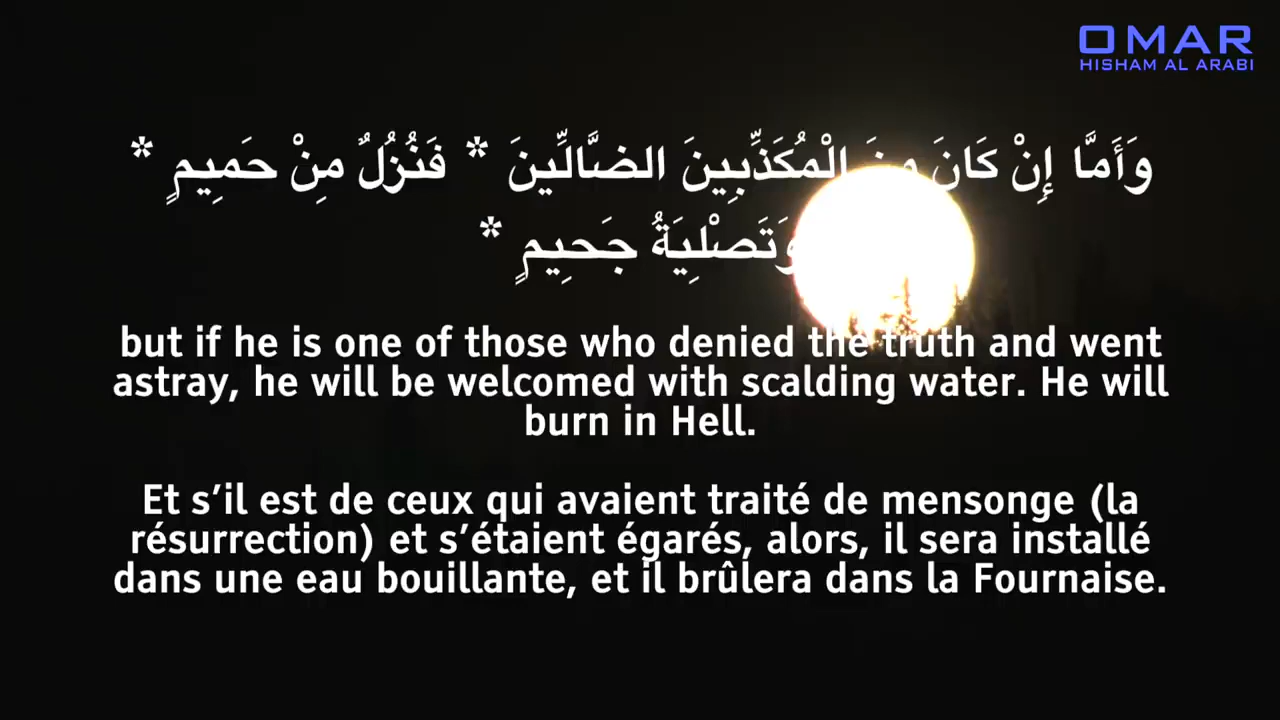 OMAR
HISHAM AL ARABI
وَأَمَّا إِنْ كَانَ مِنَ الْمُكَذِّبِينَ الضَّالِّينَ * فَنُزُلٌ مِنْ حَمِيمٍ *
وَتَصْلِيَةُ جَحِيمٍ *
but if he is one of those who denied the truth and went
astray, he will be welcomed with scalding water. He will
burn in Hell.
Et s’il est de ceux qui avaient traité de mensonge (la
résurrection) et s’étaient égarés, alors, il sera installé
dans une eau bouillante, et il brûlera dans la Fournaise.